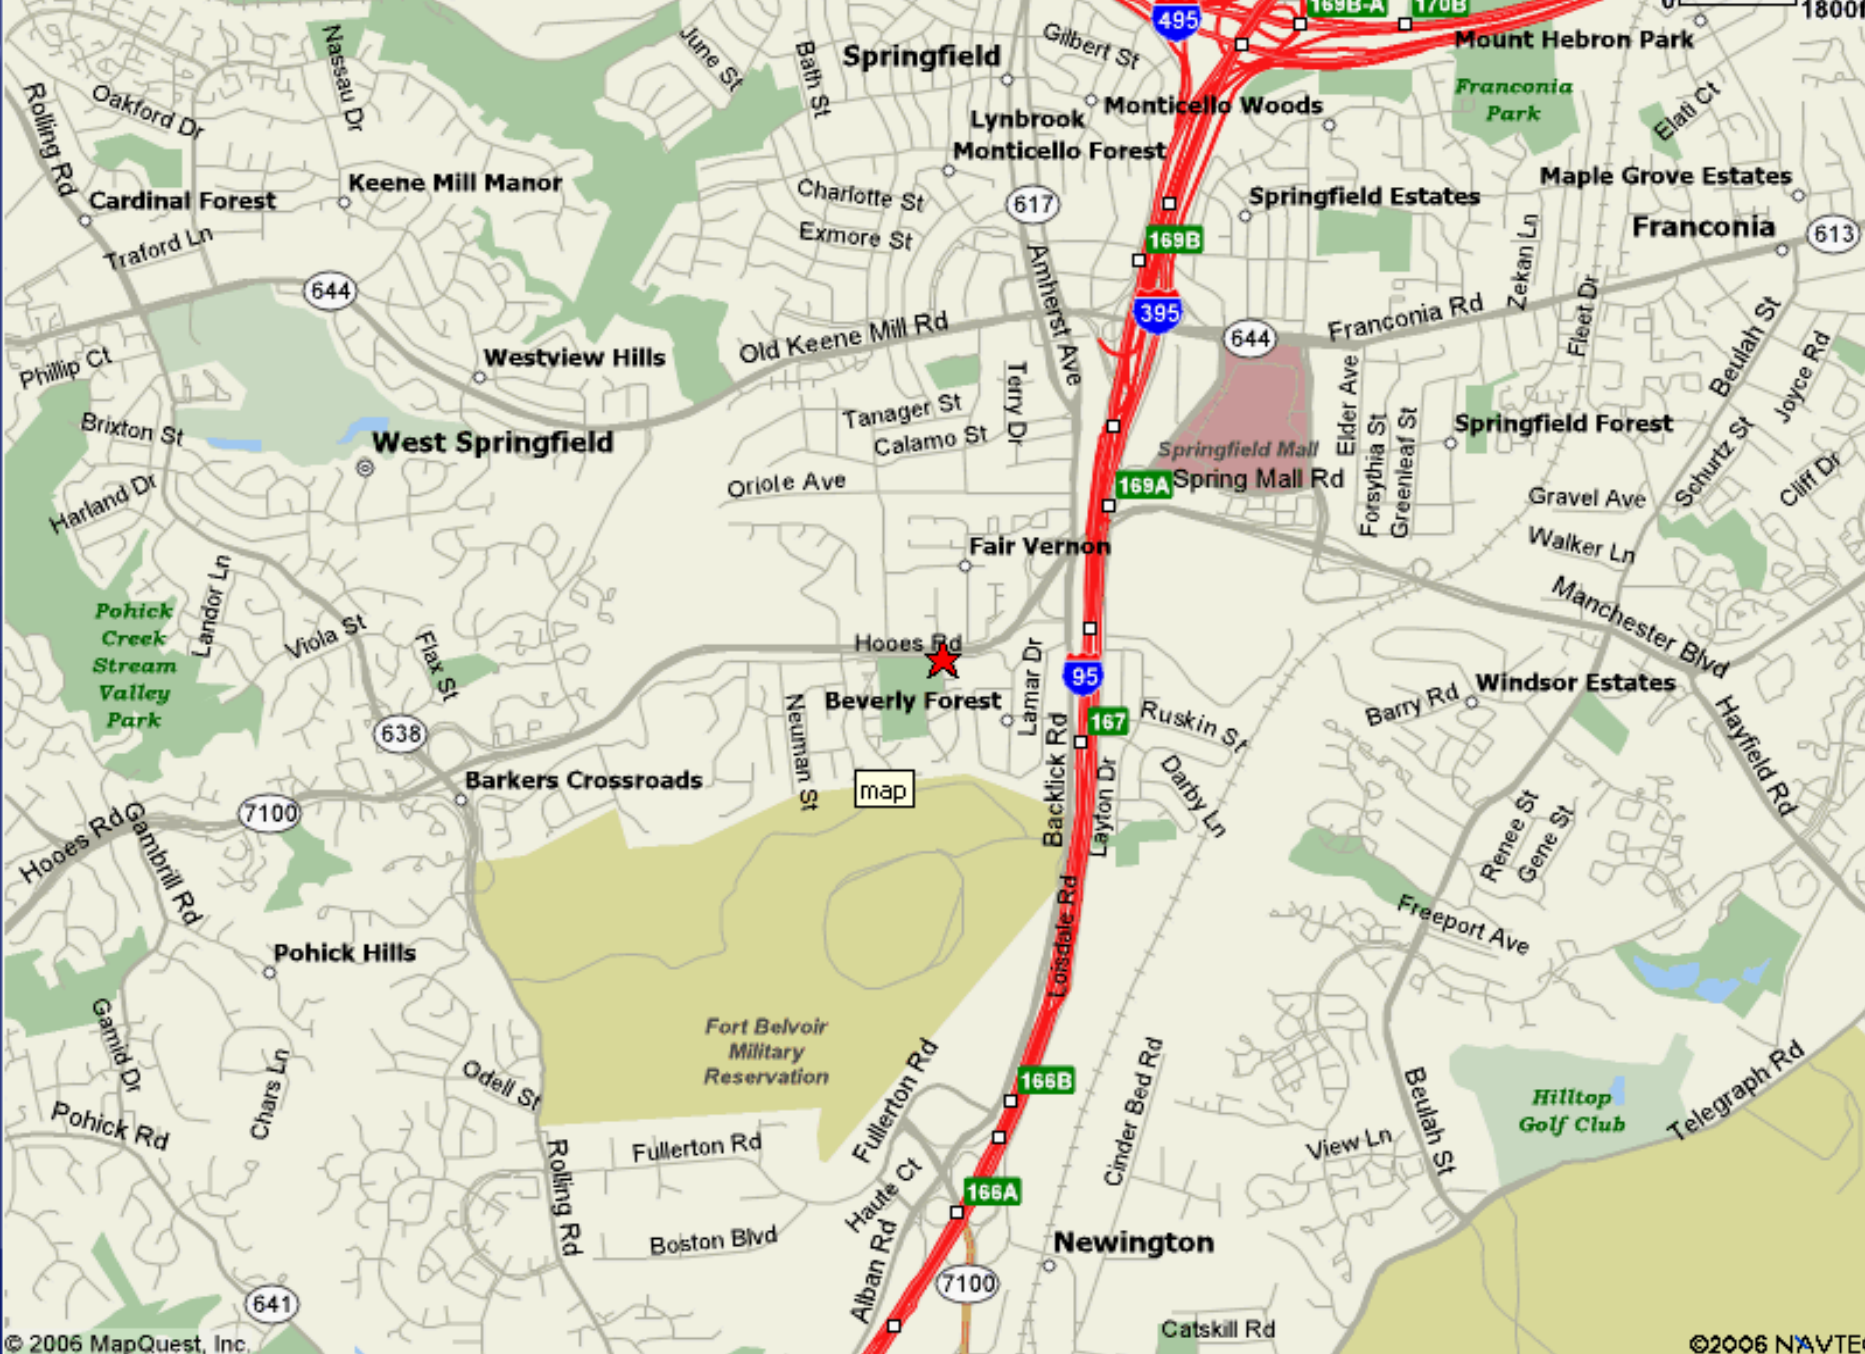 495
169B-A
170B
0
1800f
Springfield
Gilbert St
Mount Hebron Park
Nassau Dr
June St
Bath St
Rolling Rd
Oakford Dr
Lynbrook
Monticello Woods
Franconia
Park
Elati Ct
Monticello Forest
Keene Mill Manor
Cardinal Forest
Charlotte St
617
Springfield Estates
Maple Grove Estates
Franconia
613
Traford Ln
Exmore St
169B
Zekan Ln
644
Amherst Ave
395
Fleet Dr
Old Keene Mill Rd
644
Franconia Rd
Beulah St
Joyce Rd
Phillip Ct
Westview Hills
Terry Dr
Elder Ave
Brixton St
West Springfield
Tanager St
Calamo St
Springfield Mall
Forsythia St
Greenleaf St
Springfield Forest
Schurtz St
Cliff Dr
Harland Dr
Oriole Ave
169A
Spring Mall Rd
Gravel Ave
Fair Vernon
Walker Ln
Landor Ln
Manchester Blvd
Pohick
Creek
Stream
Valley
Park
Viola St
Flax St
Hooes Rd
Lamar Dr
95
Beverly Forest
Windsor Estates
Barry Rd
638
Neuman St
Backlick Rd
167
Ruskin St
Hayfield Rd
Barkers Crossroads
map
Layton Dr
Darby Ln
Hooes Rd
7100
Gambrill Rd
Renee St
Gene St
Loisdale Rd
Freeport Ave
Pohick Hills
Gamid Dr
Chars Ln
Fort Belvoir
Military
Reservation
Fullerton Rd
166B
Cinder Bed Rd
Beulah St
Telegraph Rd
Odell St
Hilltop
Golf Club
Pohick Rd
Fullerton Rd
View Ln
Rolling Rd
Haute Ct
166A
Boston Blvd
Alban Rd
Newington
7100
641
Catskill Rd
© 2006 MapQuest, Inc.
©2006 NAVTE